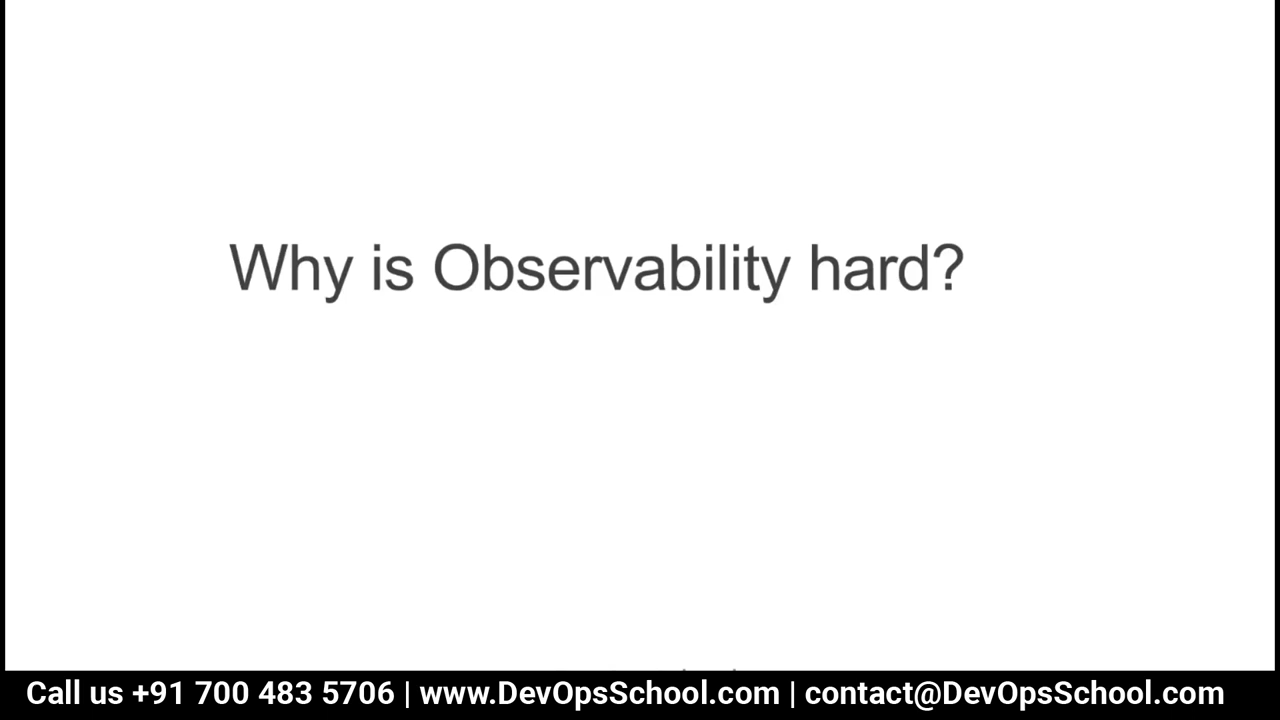 Why is Observability hard?
Call us +91 700 483 5706 | www.DevOpsSchool.com | contact@DevOpsSchool.com